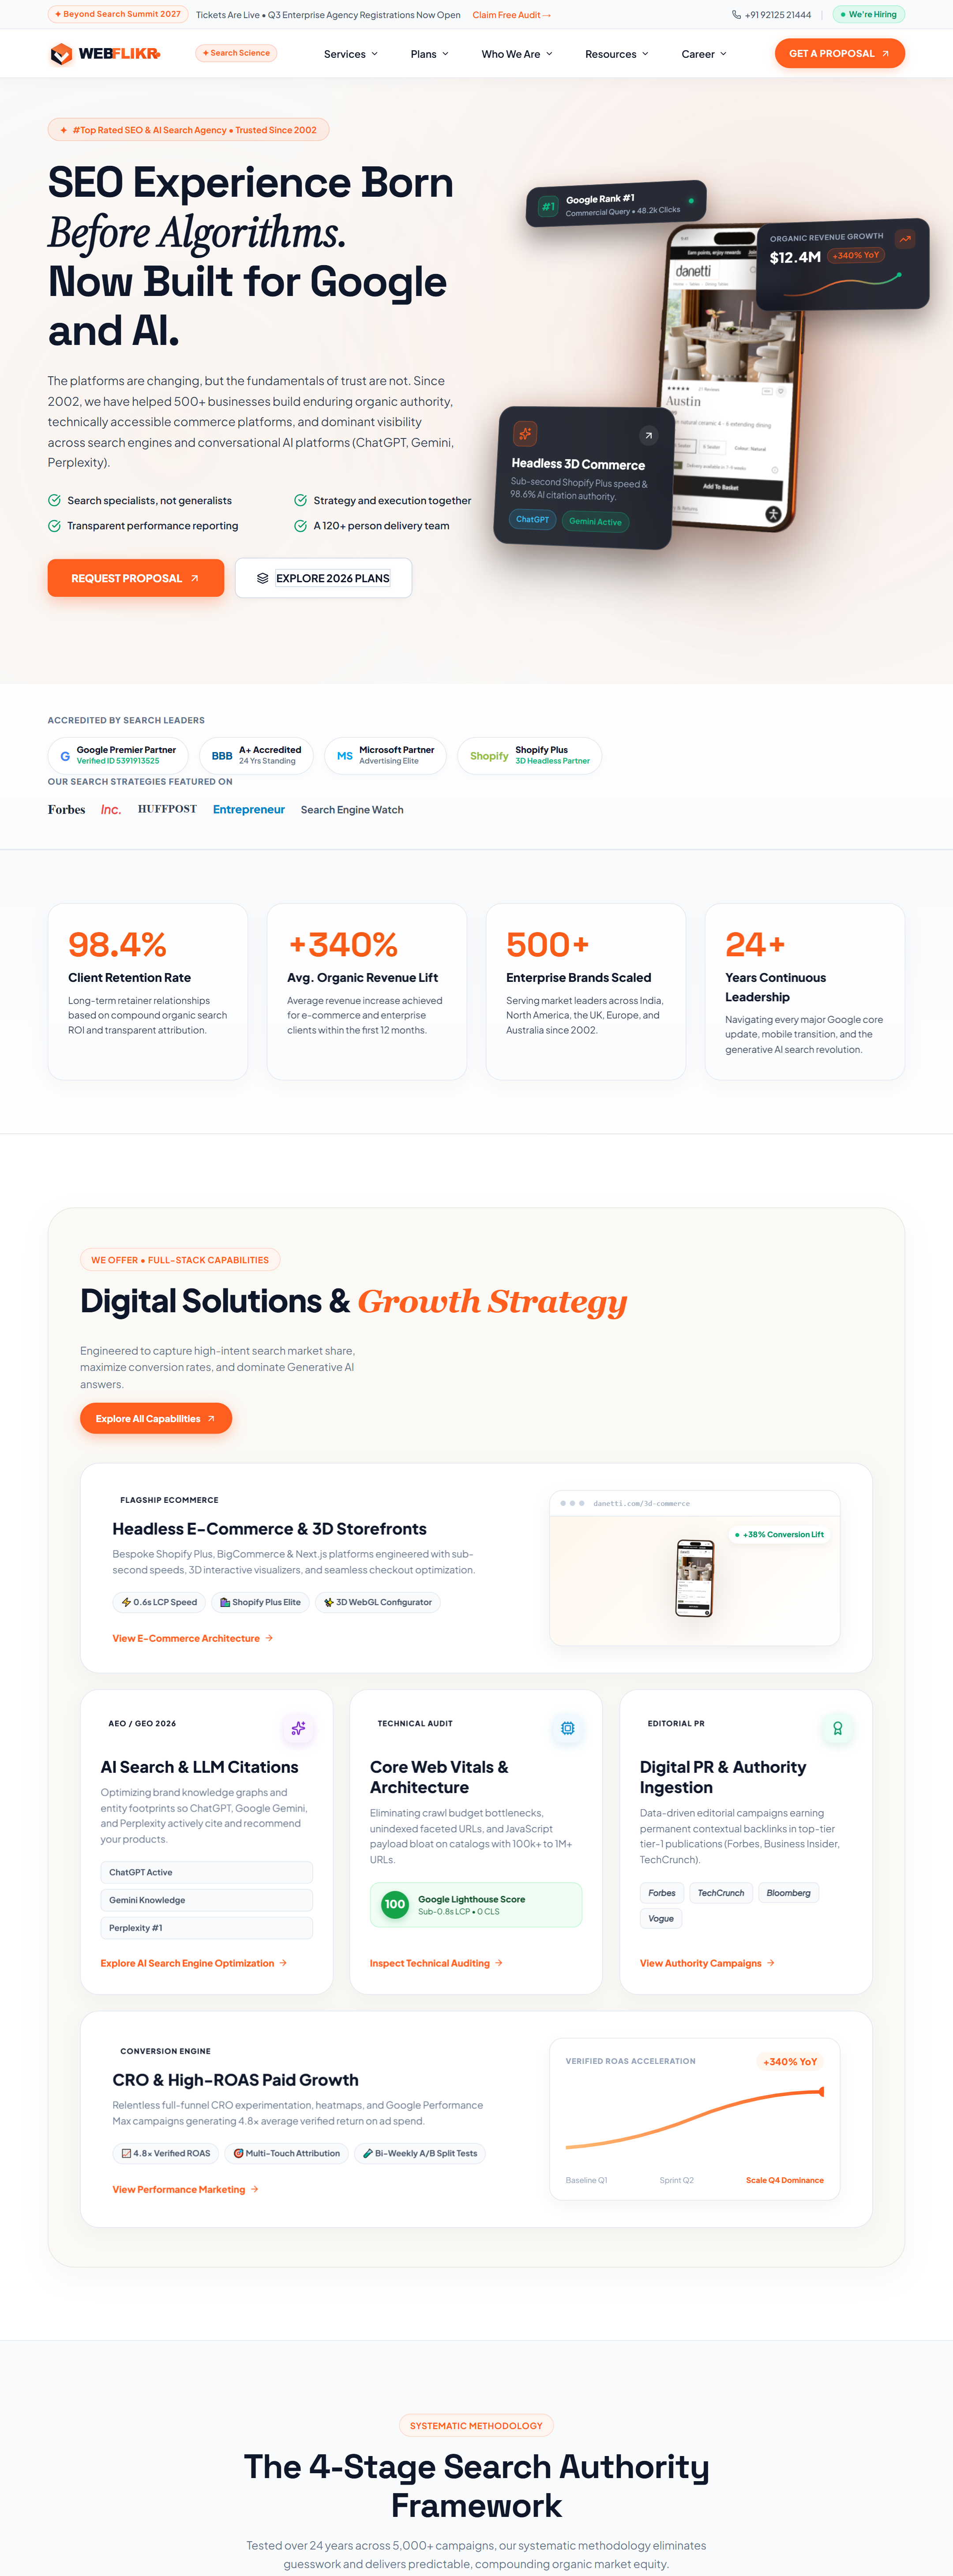 ✦ Beyond Search Summit 2027
Tickets Are Live • Q3 Enterprise Agency Registrations Now Open
Claim Free Audit →
+91 92125 21444
We're Hiring
WEBFLIKR
✦ Search Science
Services
Plans
Who We Are
Resources
Career
GET A PROPOSAL
✦ #Top Rated SEO & AI Search Agency • Trusted Since 2002
SEO Experience Born
Before Algorithms.
Now Built for Google
and AI.
The platforms are changing, but the fundamentals of trust are not. Since
2002, we have helped 500+ businesses build enduring organic authority,
technically accessible commerce platforms, and dominant visibility
across search engines and conversational AI platforms (ChatGPT, Gemini,
Perplexity).
Search specialists, not generalists
Strategy and execution together
Transparent performance reporting
A 120+ person delivery team
REQUEST PROPOSAL
EXPLORE 2026 PLANS
#1
Google Rank #1
Commercial Query • 48.2k Clicks
ORGANIC REVENUE GROWTH
$12.4M
+340% YoY
danetti
Austin
Add To Basket
Headless 3D Commerce
Sub-second Shopify Plus speed &
98.6% AI citation authority.
ChatGPT
Gemini Active
ACCREDITED BY SEARCH LEADERS
G
Google Premier Partner
Verified ID 5391913525
BBB
A+ Accredited
24 Yrs Standing
MS
Microsoft Partner
Advertising Elite
Shopify
Shopify Plus
3D Headless Partner
OUR SEARCH STRATEGIES FEATURED ON
Forbes
Inc.
HUFFPOST
Entrepreneur
Search Engine Watch
98.4%
Client Retention Rate
Long-term retainer relationships
based on compound organic search
ROI and transparent attribution.
+340%
Avg. Organic Revenue Lift
Average revenue increase achieved
for e-commerce and enterprise
clients within the first 12 months.
500+
Enterprise Brands Scaled
Serving market leaders across India,
North America, the UK, Europe, and
Australia since 2002.
24+
Years Continuous
Leadership
Navigating every major Google core
update, mobile transition, and the
generative AI search revolution.
WE OFFER • FULL-STACK CAPABILITIES
Digital Solutions & Growth Strategy
Engineered to capture high-intent search market share,
maximize conversion rates, and dominate Generative AI
answers.
Explore All Capabilities
FLAGSHIP ECOMMERCE
Headless E-Commerce & 3D Storefronts
Bespoke Shopify Plus, BigCommerce & Next.js platforms engineered with sub-
second speeds, 3D interactive visualizers, and seamless checkout optimization.
0.6s LCP Speed
Shopify Plus Elite
3D WebGL Configurator
View E-Commerce Architecture →
danetti.com/3d-commerce
+38% Conversion Lift
AEO / GEO 2026
AI Search & LLM Citations
Optimizing brand knowledge graphs and
entity footprints so ChatGPT, Google Gemini,
and Perplexity actively cite and recommend
your products.
ChatGPT Active
Gemini Knowledge
Perplexity #1
Explore AI Search Engine Optimization →
TECHNICAL AUDIT
Core Web Vitals &
Architecture
Eliminating crawl budget bottlenecks,
unindexed faceted URLs, and JavaScript
payload bloat on catalogs with 100k+ to 1M+
URLs.
100
Google Lighthouse Score
Sub-0.8s LCP • 0 CLS
Inspect Technical Auditing →
EDITORIAL PR
Digital PR & Authority
Ingestion
Data-driven editorial campaigns earning
permanent contextual backlinks in top-tier
tier-1 publications (Forbes, Business Insider,
TechCrunch).
Forbes
TechCrunch
Bloomberg
Vogue
View Authority Campaigns →
CONVERSION ENGINE
CRO & High-ROAS Paid Growth
Relentless full-funnel CRO experimentation, heatmaps, and Google Performance
Max campaigns generating 4.8x average verified return on ad spend.
4.8x Verified ROAS
Multi-Touch Attribution
Bi-Weekly A/B Split Tests
View Performance Marketing →
VERIFIED ROAS ACCELERATION
+340% YoY
Baseline Q1
Sprint Q2
Scale Q4 Dominance
SYSTEMATIC METHODOLOGY
The 4-Stage Search Authority
Framework
Tested over 24 years across 5,000+ campaigns, our systematic methodology eliminates
guesswork and delivers predictable, compounding organic market equity.